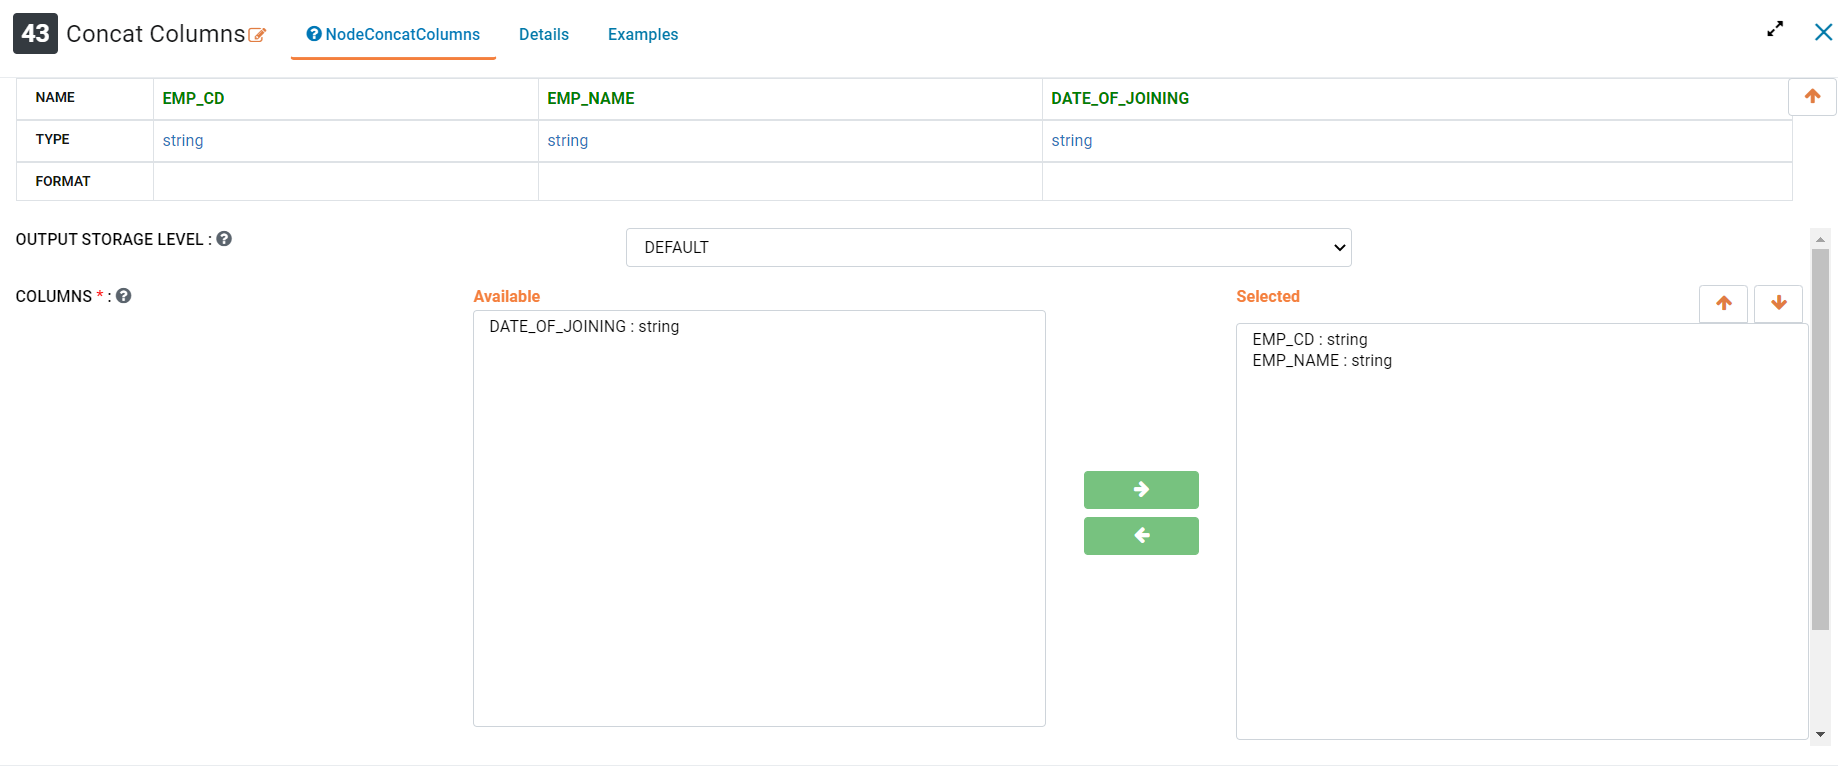 43 Concat Columns NodeConcatColumns Details Examples
NAME EMP_CD EMP_NAME DATE_OF_JOINING
TYPE string string string
FORMAT
OUTPUT STORAGE LEVEL : DEFAULT
COLUMNS * : Available Selected
DATE_OF_JOINING : string
EMP_CD : string
EMP_NAME : string